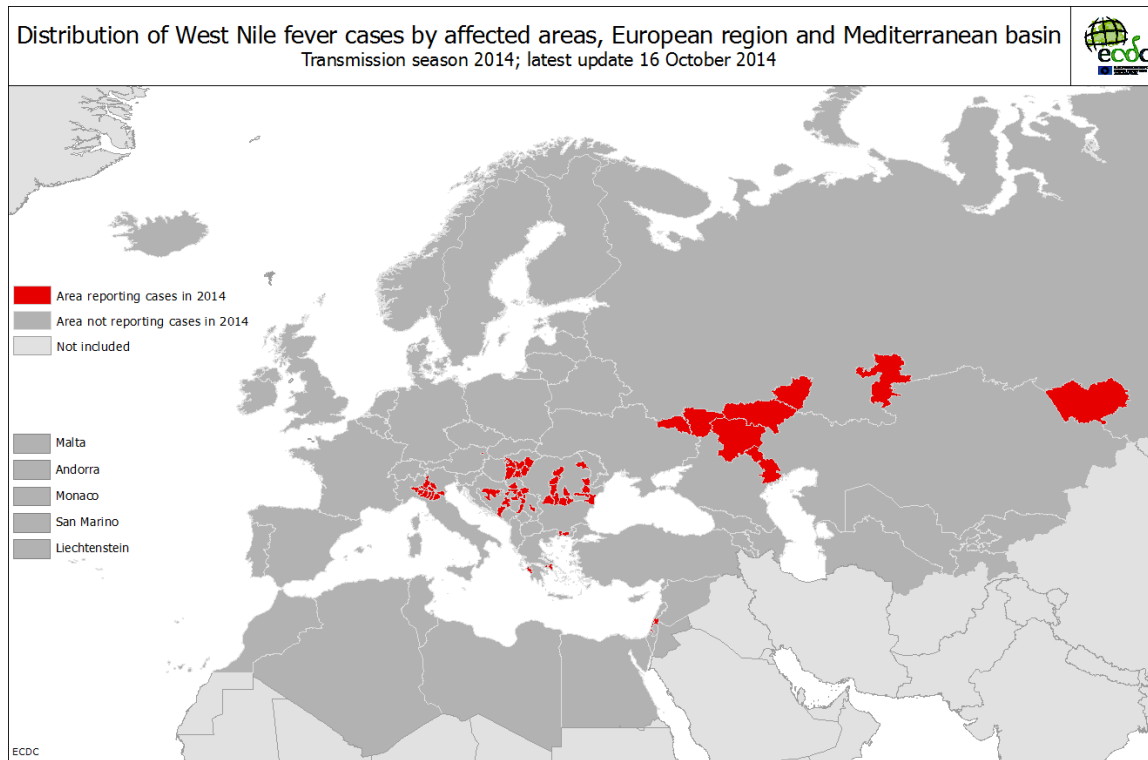 Distribution of West Nile fever cases by affected areas, European region and Mediterranean basin
Transmission season 2014; latest update 16 October 2014
ecdc
Area reporting cases in 2014
Area not reporting cases in 2014
Not included
Malta
Andorra
Monaco
San Marino
Liechtenstein
ECDC